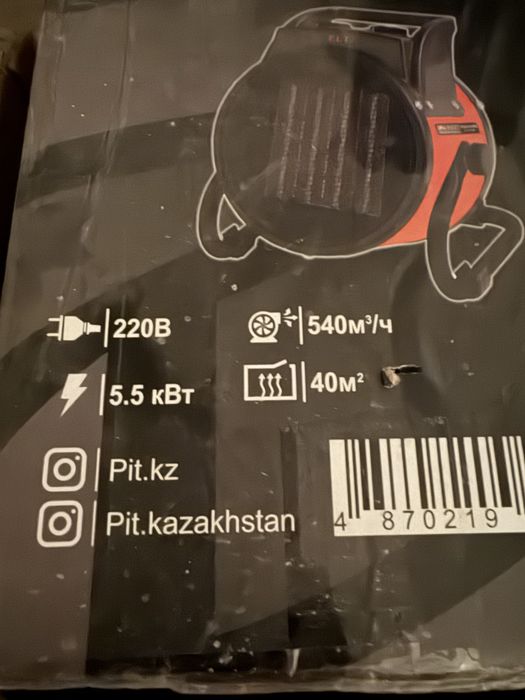 220В
540м³/ч
5.5 кВт
40м²
Pit.kz
Pit.kazakhstan
4 870219